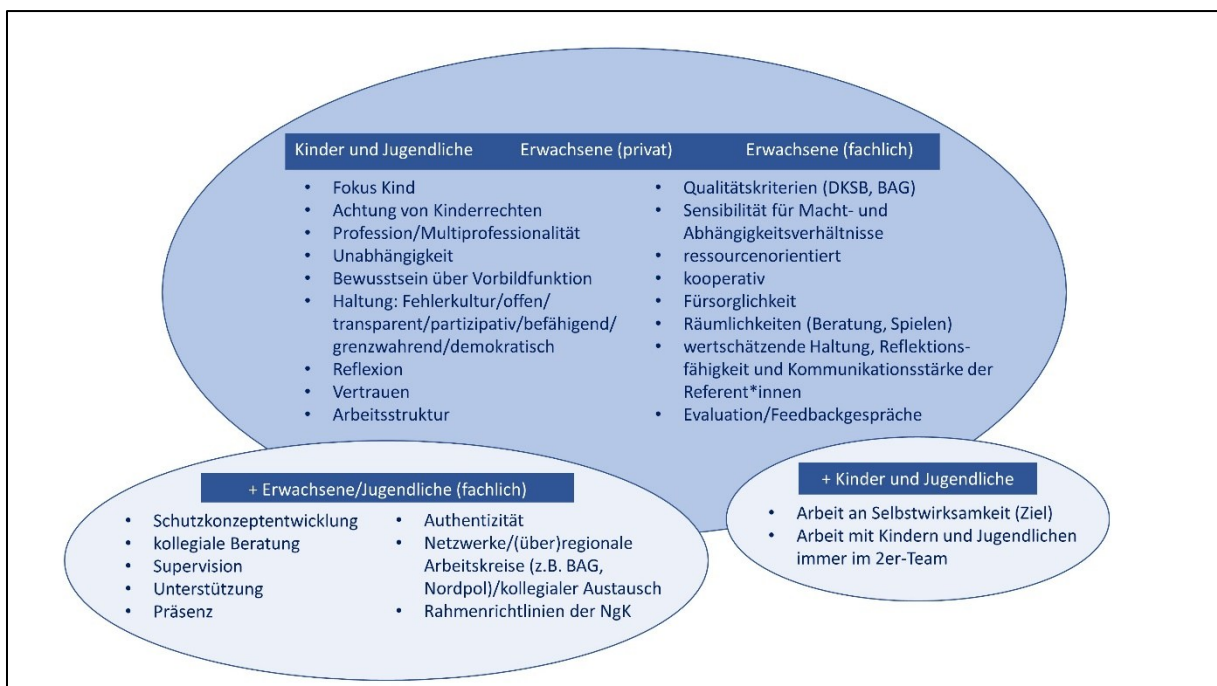 Kinder und Jugendliche Erwachsene (privat) Erwachsene (fachlich)
• Fokus Kind
• Achtung von Kinderrechten
• Profession/Multiprofessionalität
• Unabhängigkeit
• Bewusstsein über Vorbildfunktion
• Haltung: Fehlerkultur/offen/
transparent/partizipativ/befähigend/
grenzwahrend/demokratisch
• Reflexion
• Vertrauen
• Arbeitsstruktur
• Qualitätskriterien (DKSB, BAG)
• Sensibilität für Macht- und
Abhängigkeitsverhältnisse
• ressourcenorientiert
• kooperativ
• Fürsorglichkeit
• Räumlichkeiten (Beratung, Spielen)
• wertschätzende Haltung, Reflektions-
fähigkeit und Kommunikationsstärke der
Referent*innen
• Evaluation/Feedbackgespräche
+ Erwachsene/Jugendliche (fachlich)
• Schutzkonzeptentwicklung
• kollegiale Beratung
• Supervision
• Unterstützung
• Präsenz
• Authentizität
• Netzwerke/(über)regionale
Arbeitskreise (z.B. BAG,
Nordpol)/kollegialer Austausch
• Rahmenrichtlinien der NgK
+ Kinder und Jugendliche
• Arbeit an Selbstwirksamkeit (Ziel)
• Arbeit mit Kindern und Jugendlichen
immer im 2er-Team